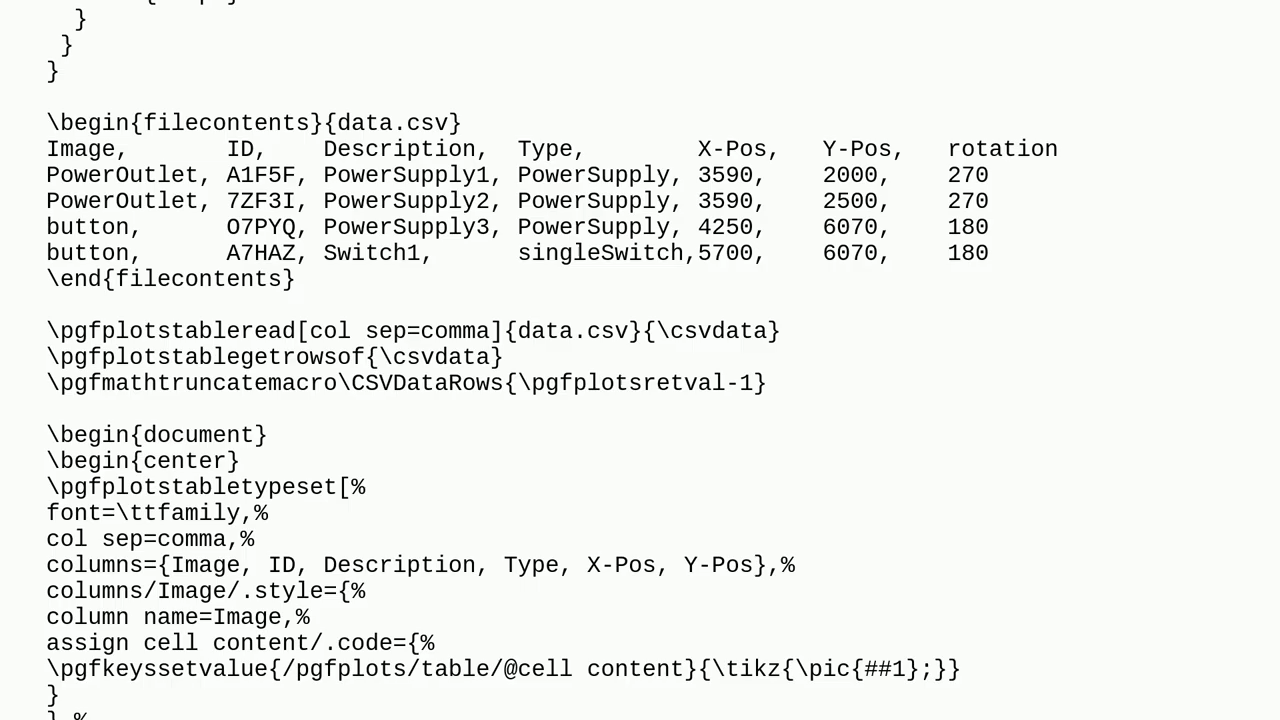 }
}
}
\begin{filecontents}{data.csv}
Image, ID, Description, Type, X-Pos, Y-Pos, rotation
PowerOutlet, A1F5F, PowerSupply1, PowerSupply, 3590, 2000, 270
PowerOutlet, 7ZF3I, PowerSupply2, PowerSupply, 3590, 2500, 270
button, O7PYQ, PowerSupply3, PowerSupply, 4250, 6070, 180
button, A7HAZ, Switch1, singleSwitch,5700, 6070, 180
\end{filecontents}
\pgfplotstableread[col sep=comma]{data.csv}{\csvdata}
\pgfplotstablegetrowsof{\csvdata}
\pgfmathtruncatemacro\CSVDataRows{\pgfplotsretval-1}
\begin{document}
\begin{center}
\pgfplotstabletypeset[%
font=\ttfamily,%
col sep=comma,%
columns={Image, ID, Description, Type, X-Pos, Y-Pos},%
columns/Image/.style={%
column name=Image,%
assign cell content/.code={%
\pgfkeyssetvalue{/pgfplots/table/@cell content}{\tikz{\pic{##1};}}
}
},%